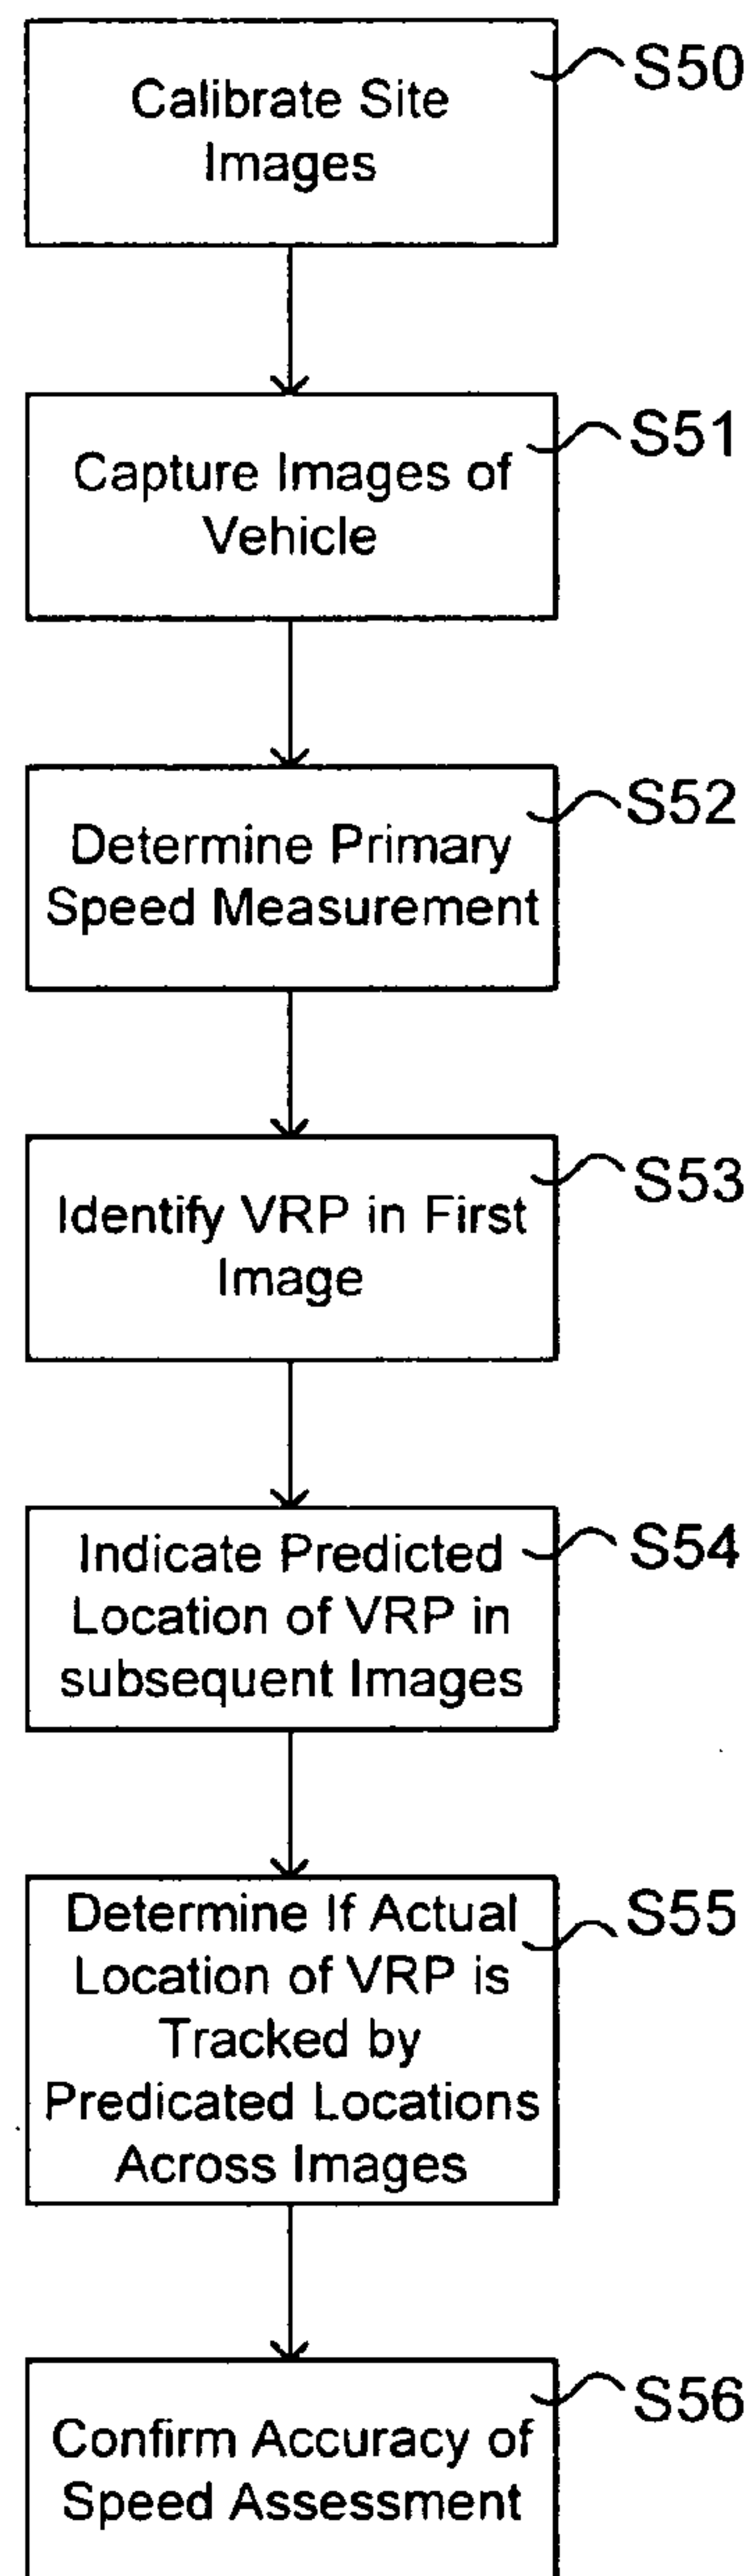 Calibrate Site
Images
S50
Capture Images of
Vehicle
S51
Determine Primary
Speed Measurement
S52
Identify VRP in First
Image
S53
Indicate Predicted
Location of VRP in
subsequent Images
S54
Determine If Actual
Location of VRP is
Tracked by
Predicated Locations
Across Images
S55
Confirm Accuracy of
Speed Assessment
S56